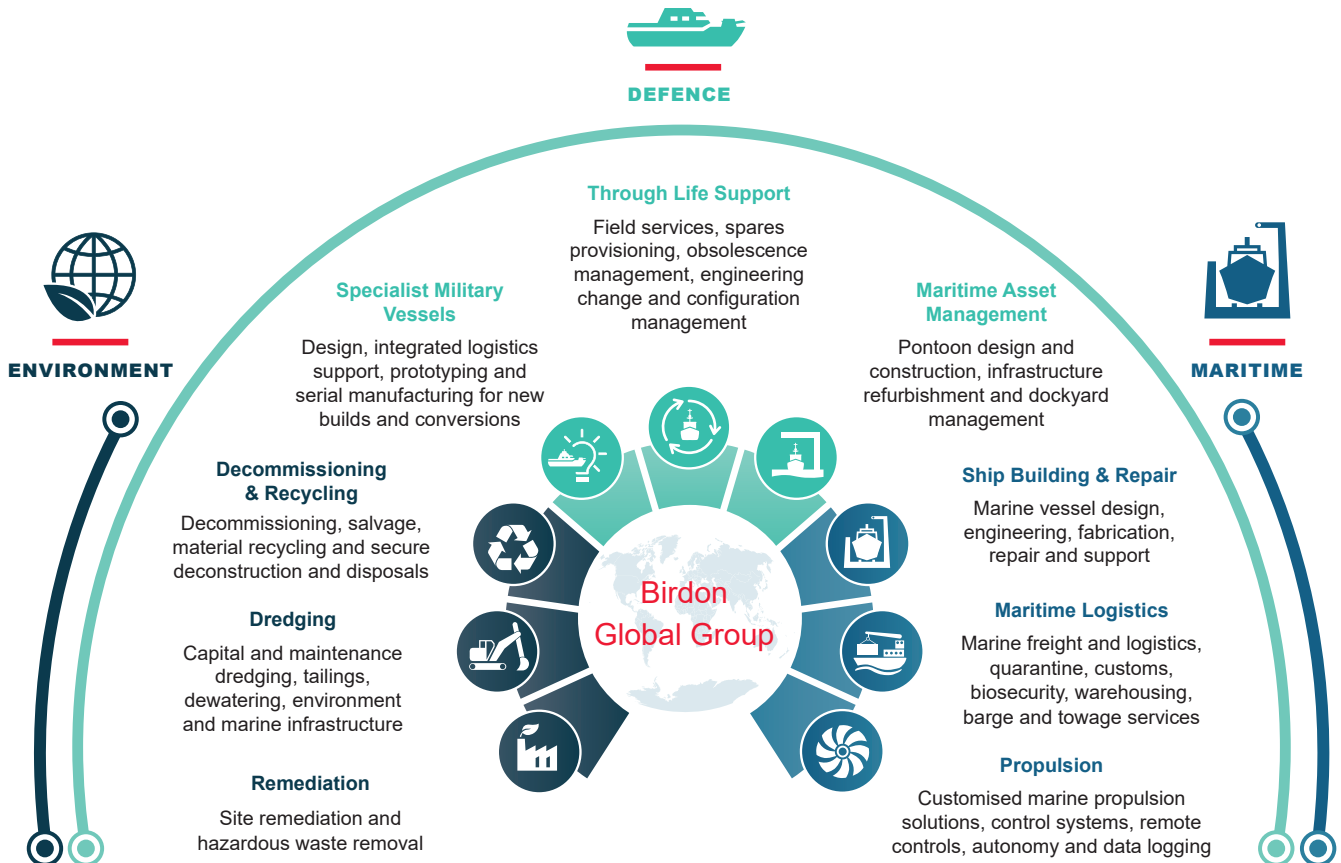 DEFENCE
Through Life Support
Field services, spares
provisioning, obsolescence
management, engineering
change and configuration
management
ENVIRONMENT
MARITIME
Specialist Military
Vessels
Design, integrated logistics
support, prototyping and
serial manufacturing for new
builds and conversions
Maritime Asset
Management
Pontoon design and
construction, infrastructure
refurbishment and dockyard
management
Decommissioning
& Recycling
Decommissioning, salvage,
material recycling and secure
deconstruction and disposals
Ship Building & Repair
Marine vessel design,
engineering, fabrication,
repair and support
Birdon
Global Group
Dredging
Capital and maintenance
dredging, tailings,
dewatering, environment
and marine infrastructure
Maritime Logistics
Marine freight and logistics,
quarantine, customs,
biosecurity, warehousing,
barge and towage services
Remediation
Site remediation and
hazardous waste removal
Propulsion
Customised marine propulsion
solutions, control systems, remote
controls, autonomy and data logging